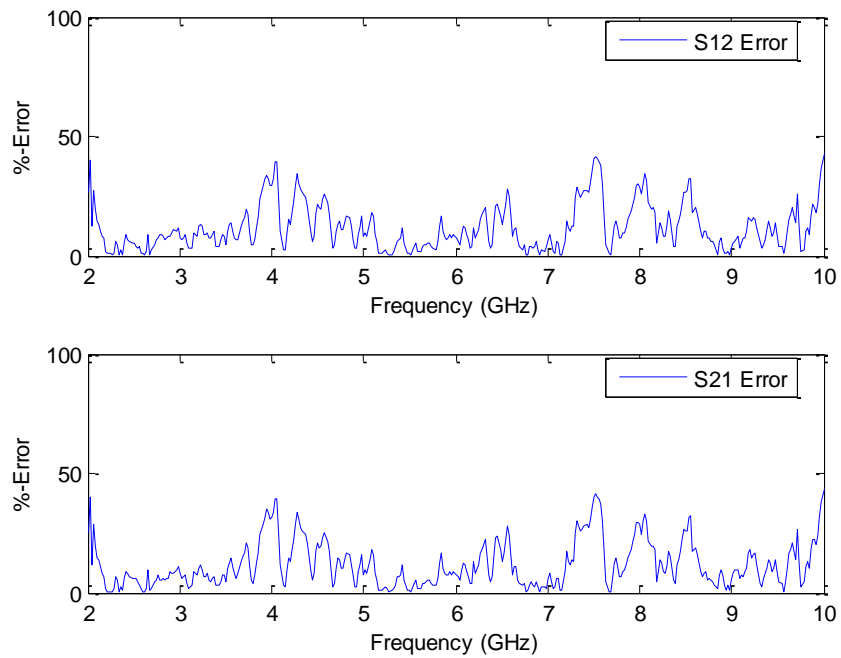 100
50
0
%-Error
S12 Error
2 3 4 5 6 7 8 9 10
Frequency (GHz)
100
50
0
%-Error
S21 Error
2 3 4 5 6 7 8 9 10
Frequency (GHz)